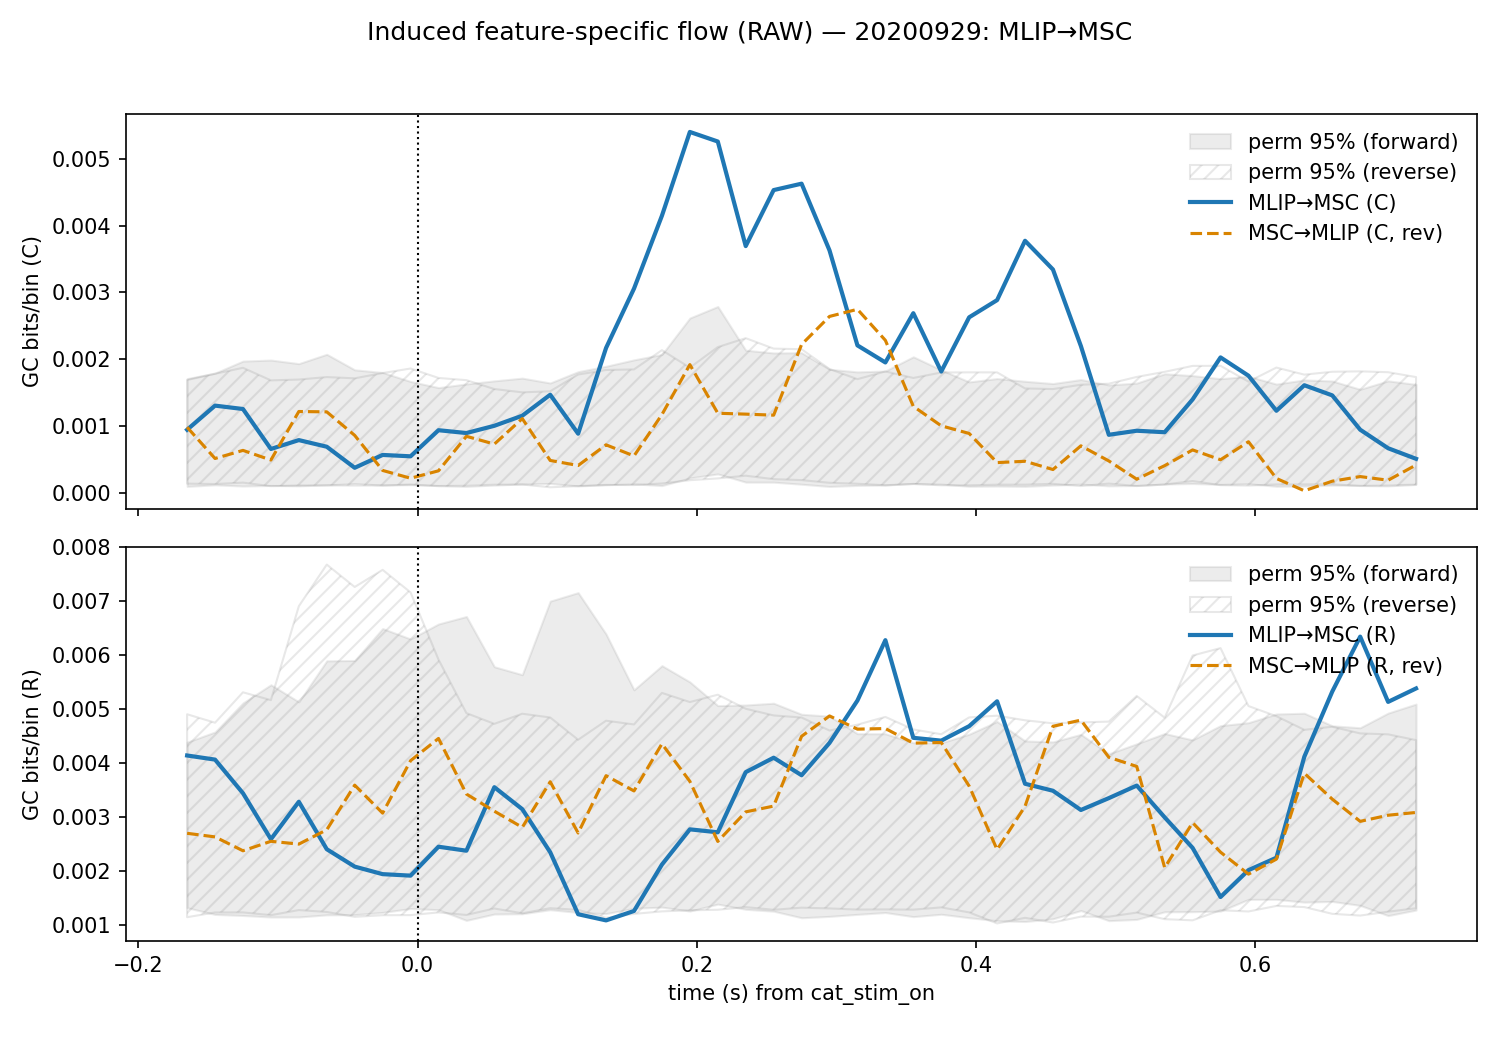 Induced feature-specific flow (RAW) — 20200929: MLIP→MSC
GC bits/bin (C)
0.005
0.004
0.003
0.002
0.001
0.000
perm 95% (forward)
perm 95% (reverse)
MLIP→MSC (C)
MSC→MLIP (C, rev)
GC bits/bin (R)
0.008
0.007
0.006
0.005
0.004
0.003
0.002
0.001
perm 95% (forward)
perm 95% (reverse)
MLIP→MSC (R)
MSC→MLIP (R, rev)
−0.2 0.0 0.2 0.4 0.6
time (s) from cat_stim_on